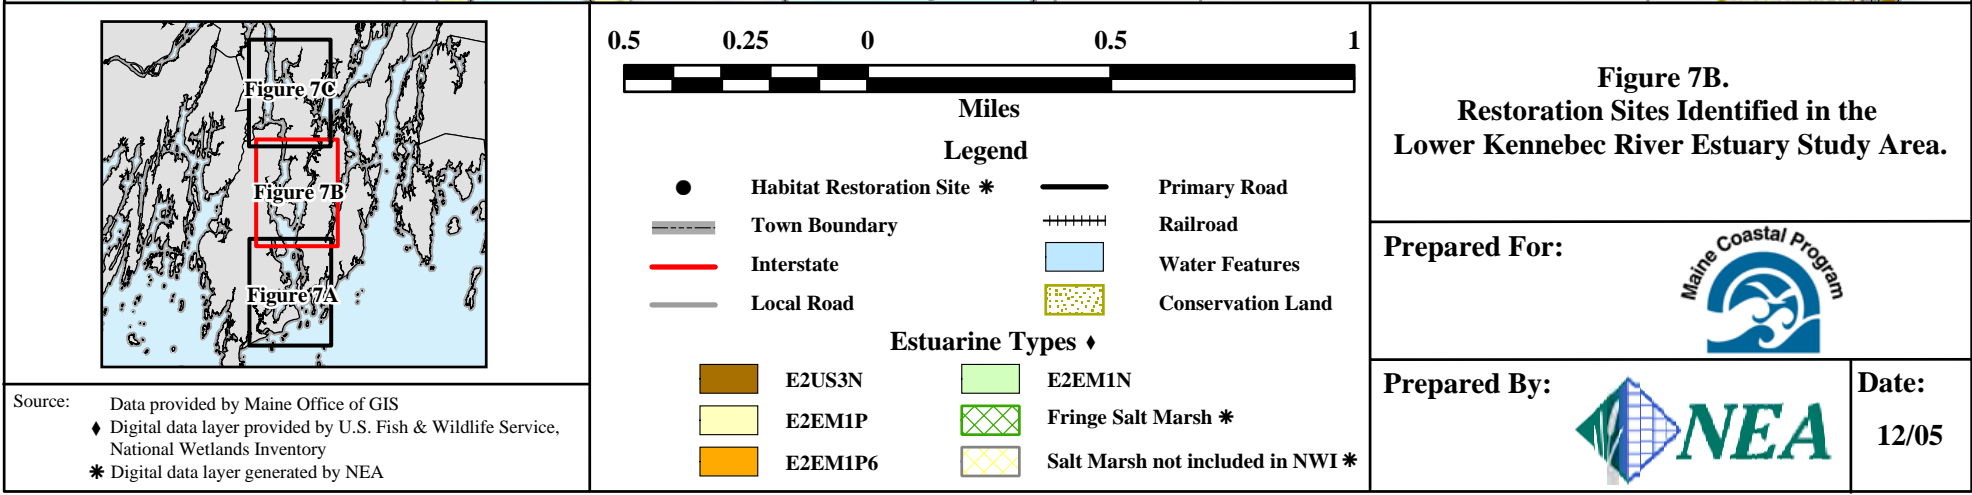 Figure 7C
Figure 7B
Figure 7A
Source: Data provided by Maine Office of GIS
♦ Digital data layer provided by U.S. Fish & Wildlife Service,
National Wetlands Inventory
✱ Digital data layer generated by NEA
0.5 0.25 0 0.5 1
Miles
Legend
Habitat Restoration Site ✱
Primary Road
Town Boundary
Railroad
Interstate
Water Features
Local Road
Conservation Land
Estuarine Types ♦
E2US3N
E2EM1N
E2EM1P
Fringe Salt Marsh ✱
E2EM1P6
Salt Marsh not included in NWI ✱
Figure 7B.
Restoration Sites Identified in the
Lower Kennebec River Estuary Study Area.
Prepared For:
Maine Coastal Program
Prepared By:
NEA
Date:
12/05